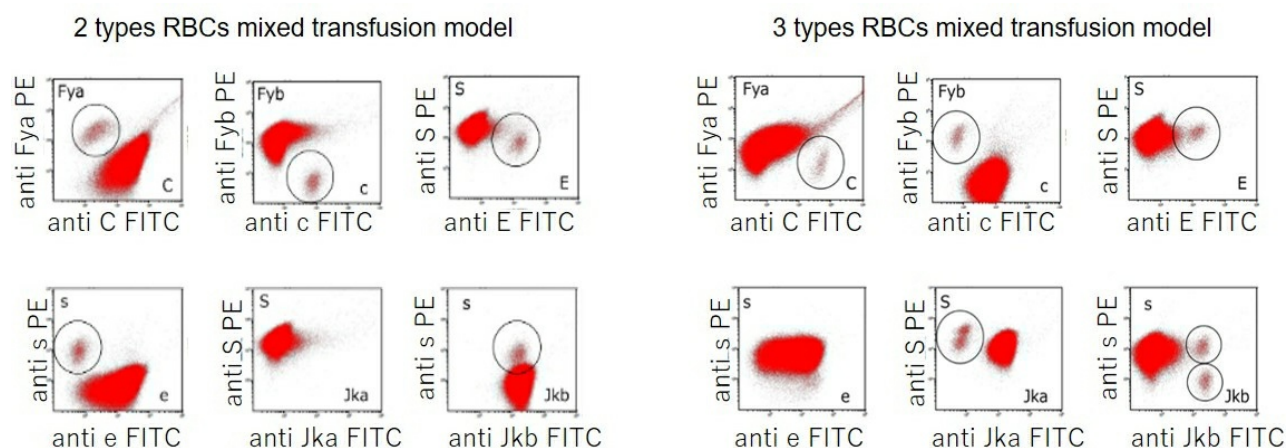 2 types RBCs mixed transfusion model
3 types RBCs mixed transfusion model
anti Fya PE
Fya
C
anti C FITC
anti Fyb PE
Fyb
c
anti c FITC
anti S PE
S
E
anti E FITC
anti Fya PE
Fya
C
anti C FITC
anti Fyb PE
Fyb
c
anti c FITC
anti S PE
S
E
anti E FITC
anti s PE
s
e
anti e FITC
anti S PE
S
Jka
anti Jka FITC
anti s PE
s
Jkb
anti Jkb FITC
anti s PE
s
e
anti e FITC
anti S PE
S
Jka
anti Jka FITC
anti s PE
s
Jkb
anti Jkb FITC